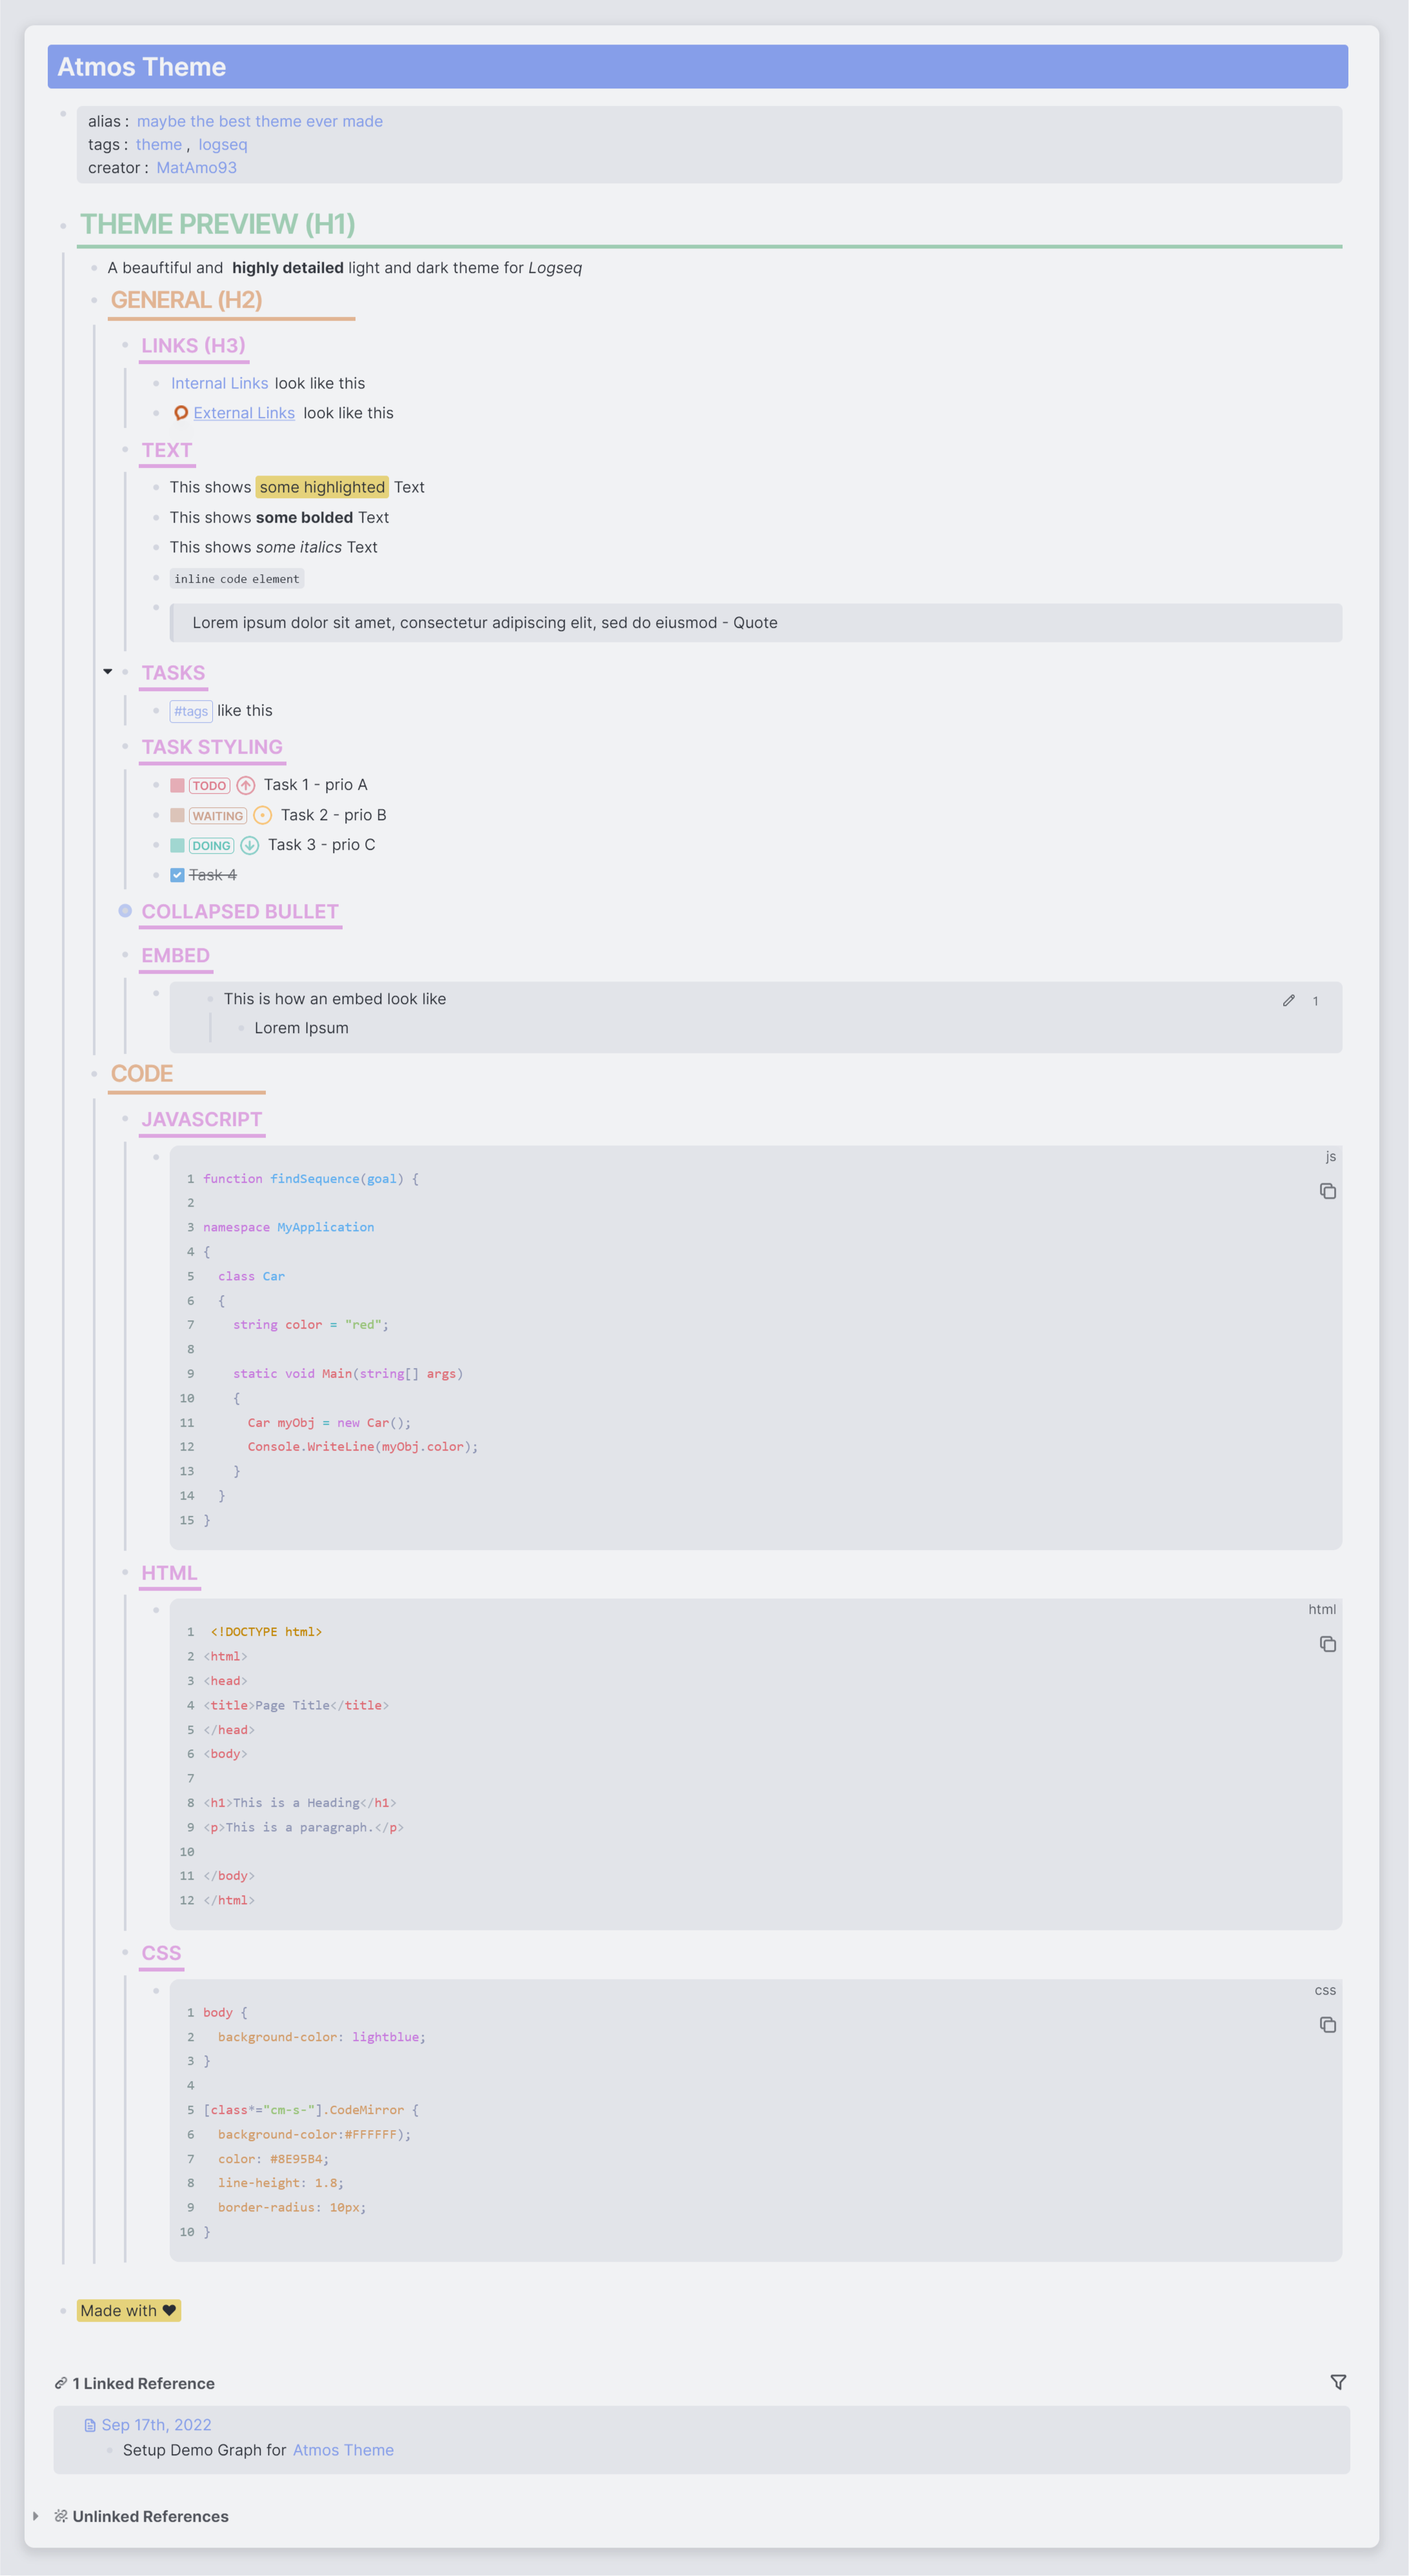 Atmos Theme
alias : maybe the best theme ever made
tags : theme , logseq
creator : MatAmo93
THEME PREVIEW (H1)
A beauftiful and highly detailed light and dark theme for Logseq
GENERAL (H2)
LINKS (H3)
Internal Links look like this
External Links look like this
TEXT
This shows some highlighted Text
This shows some bolded Text
This shows some italics Text
inline code element
Lorem ipsum dolor sit amet, consectetur adipiscing elit, sed do eiusmod - Quote
TASKS
#tags like this
TASK STYLING
TODO Task 1 - prio A
WAITING Task 2 - prio B
DOING Task 3 - prio C
Task 4
COLLAPSED BULLET
EMBED
This is how an embed look like 1
Lorem Ipsum
CODE
JAVASCRIPT
js
1 function findSequence(goal) {
2
3 namespace MyApplication
4 {
5   class Car
6   {
7     string color = "red";
8
9     static void Main(string[] args)
10     {
11       Car myObj = new Car();
12       Console.WriteLine(myObj.color);
13     }
14   }
15 }
HTML
html
1  <!DOCTYPE html>
2 <html>
3 <head>
4 <title>Page Title</title>
5 </head>
6 <body>
7
8 <h1>This is a Heading</h1>
9 <p>This is a paragraph.</p>
10
11 </body>
12 </html>
CSS
css
1 body {
2   background-color: lightblue;
3 }
4
5 [class*="cm-s-"].CodeMirror {
6   background-color:#FFFFFF);
7   color: #8E95B4;
8   line-height: 1.8;
9   border-radius: 10px;
10 }
Made with ♥
1 Linked Reference
Sep 17th, 2022
Setup Demo Graph for Atmos Theme
Unlinked References